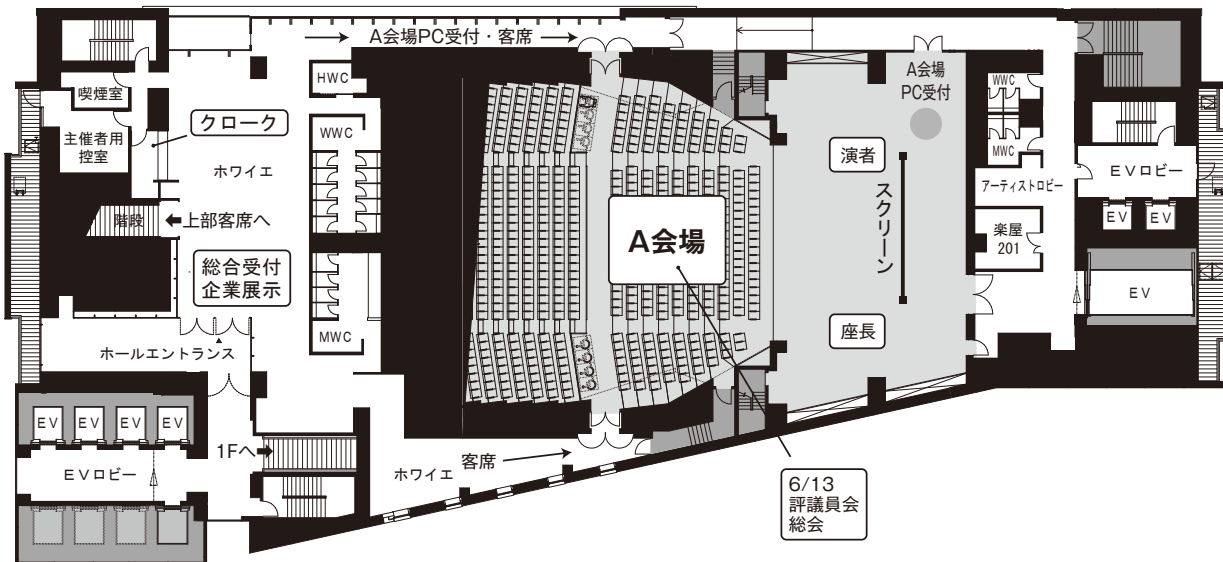 → A会場PC受付・客席 →
HWC
喫煙室
クローク
主催者用
控室
WWC
ホワイエ
階段
←上部客席へ
総合受付
企業展示
MWC
ホールエントランス
EV
EV
EV
EV
1Fへ→
EVロビー
ホワイエ
客席 →
A会場
A会場
PC受付
演者
スクリーン
座長
6/13
評議員会
総会
WWC
MWC
アーティストロビー
楽屋
201
EVロビー
EV
EV
EV